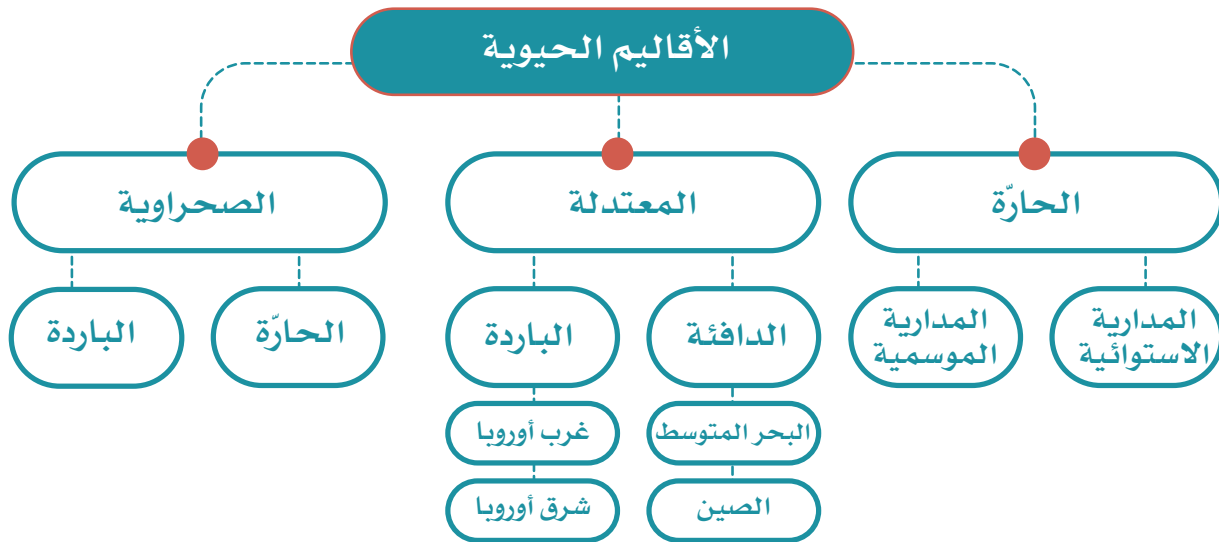 الأقاليم الحيوية
الحارّة
المعتدلة
الصحراوية
المدارية
الاستوائية
المدارية
الموسمية
الدافئة
الباردة
الحارّة
الباردة
البحر المتوسط
غرب أوروبا
الصين
شرق أوروبا